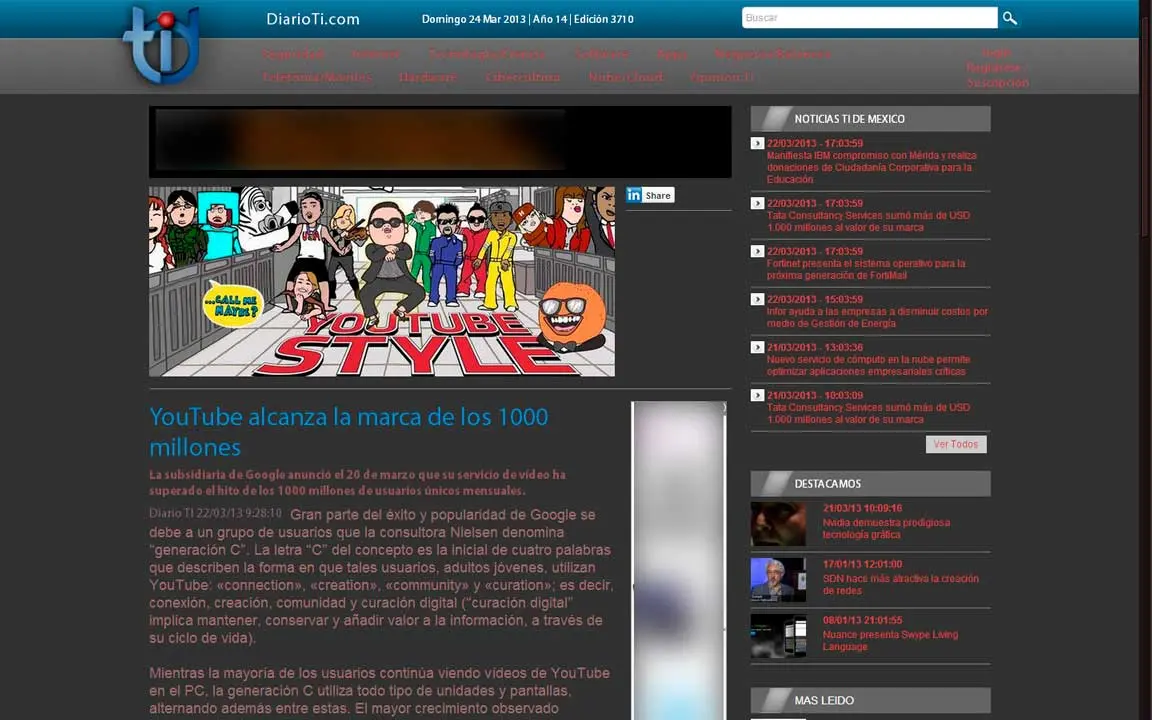 tid
DiarioTi.com
Domingo 24 Mar 2013 | Año 14 | Edición 3710
Buscar
Seguridad Internet Tecnología/Ciencia Software Apps Negocios/Relaciones
Telefonía/Móviles Hardware Cibercultura Nube/Cloud Opinión TI
Suscripción
NOTICIAS TI DE MEXICO
22/03/2013 - 17:03:59
Manifiesta IBM compromiso con Mérida y realiza
donaciones de Ciudadanía Corporativa para la
Educación
22/03/2013 - 17:03:59
Tata Consultancy Services sumó más de USD
1.000 millones al valor de su marca
22/03/2013 - 17:03:59
Fortinet presenta el sistema operativo para la
próxima generación de FortiMail
22/03/2013 - 15:03:59
Infor ayuda a las empresas a disminuir costos por
medio de Gestión de Energía
21/03/2013 - 13:03:36
Nuevo servicio de cómputo en la nube permite
optimizar aplicaciones empresariales críticas
21/03/2013 - 10:03:09
Tata Consultancy Services sumó más de USD
1.000 millones al valor de su marca
Ver Todos
in Share
...CALL ME
MAYBE?
YOUTUBE
STYLE
YouTube alcanza la marca de los 1000
millones
La subsidiaria de Google anunció el 20 de marzo que su servicio de vídeo ha
superado el hito de los 1000 millones de usuarios únicos mensuales.
Diario TI 22/03/13 9:28:10 Gran parte del éxito y popularidad de Google se
debe a un grupo de usuarios que la consultora Nielsen denomina
“generación C”. La letra “C” del concepto es la inicial de cuatro palabras
que describen la forma en que tales usuarios, adultos jóvenes, utilizan
YouTube: «connection», «creation», «community» y «curation»; es decir,
conexión, creación, comunidad y curación digital (“curación digital”
implica mantener, conservar y añadir valor a la información, a través de
su ciclo de vida).
Mientras la mayoría de los usuarios continúa viendo vídeos de YouTube
en el PC, la generación C utiliza todo tipo de unidades y pantallas,
alternando además entre estas. El mayor crecimiento observado
DESTACAMOS
21/03/13 10:09:16
Nvidia demuestra prodigiosa
tecnología gráfica
17/01/13 12:01:00
SDN hace más atractiva la creación
de redes
08/01/13 21:01:55
Nuance presenta Swype Living
Language
MAS LEIDO